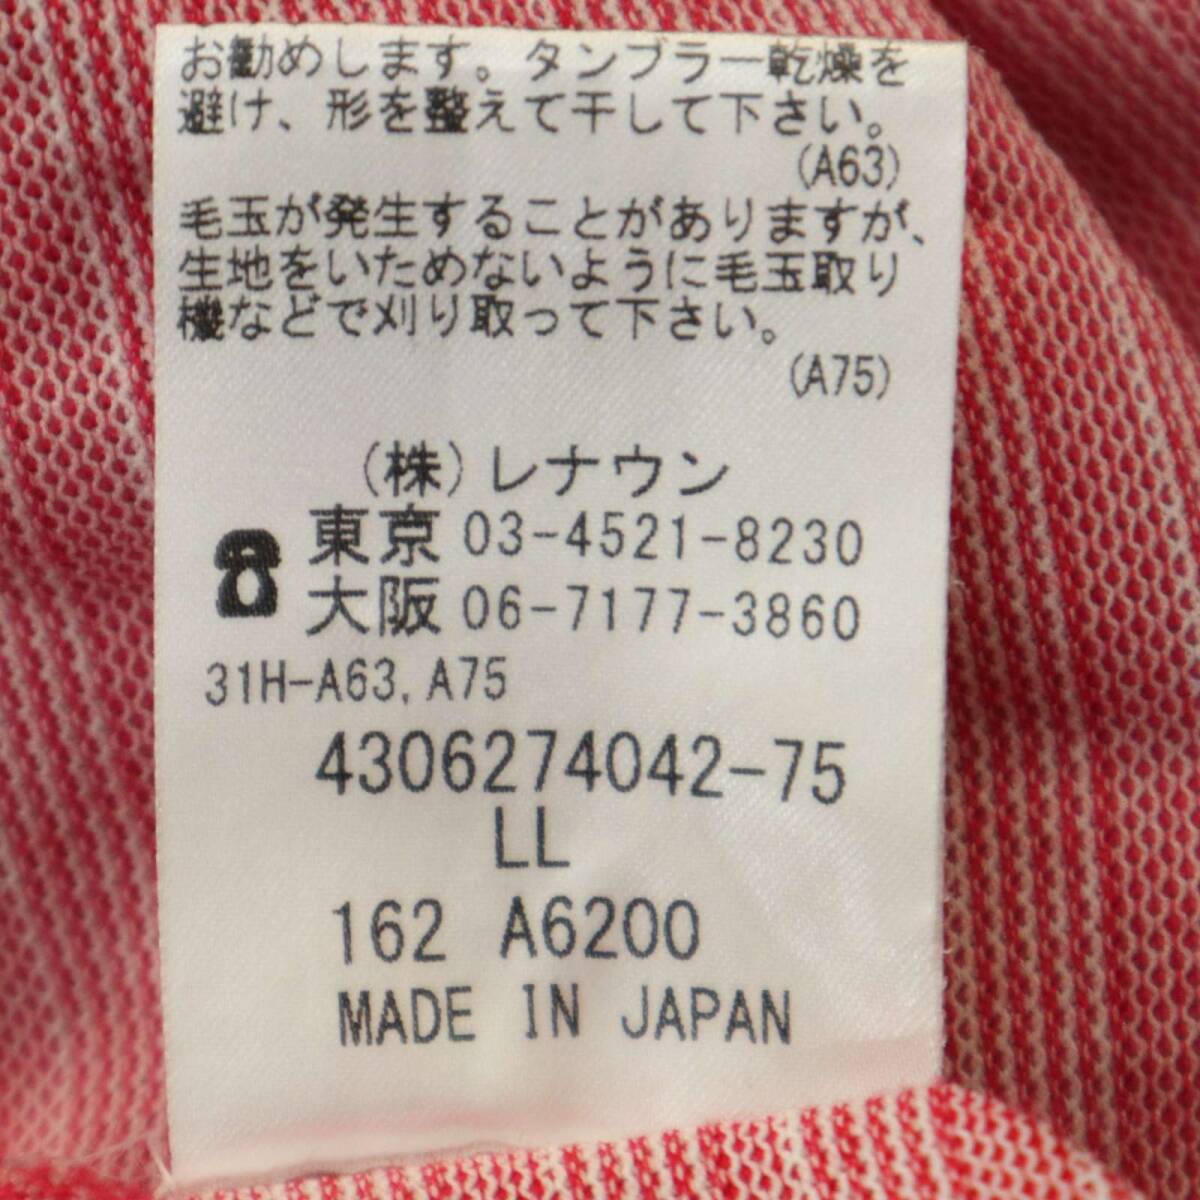 お勧めします。タンブラー乾燥を
避け、形を整えて干して下さい。
(A63)
毛玉が発生することがありますが、
生地をいためないように毛玉取り
機などで刈り取って下さい。
(A75)
(株)レナウン
東京 03-4521-8230
大阪 06-7177-3860
31H-A63, A75
4306274042-75
LL
162 A6200
MADE IN JAPAN